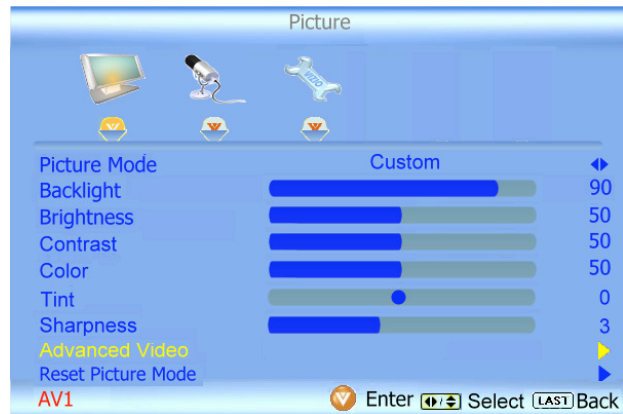 Picture
VIZIO
Picture Mode Custom
Backlight 90
Brightness 50
Contrast 50
Color 50
Tint 0
Sharpness 3
Advanced Video
Reset Picture Mode
AV1 V Enter Select LAST Back